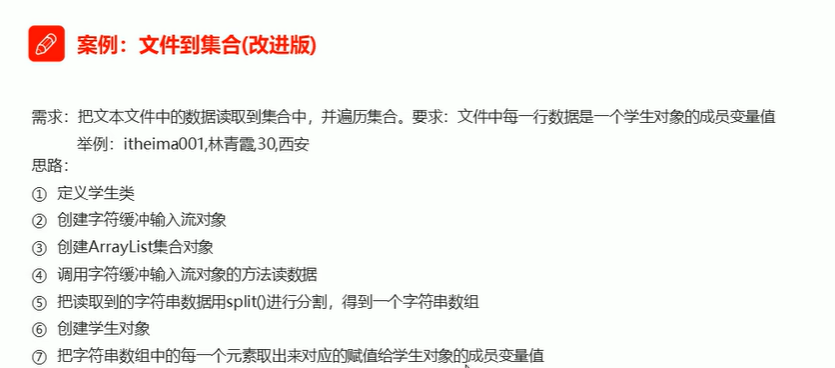 案例：文件到集合(改进版)
需求：把文本文件中的数据读取到集合中，并遍历集合。要求：文件中每一行数据是一个学生对象的成员变量值
举例：itheima001,林青霞,30,西安
思路：
① 定义学生类
② 创建字符缓冲输入流对象
③ 创建ArrayList集合对象
④ 调用字符缓冲输入流对象的方法读数据
⑤ 把读取到的字符串数据用split()进行分割，得到一个字符串数组
⑥ 创建学生对象
⑦ 把字符串数组中的每一个元素取出来对应的赋值给学生对象的成员变量值